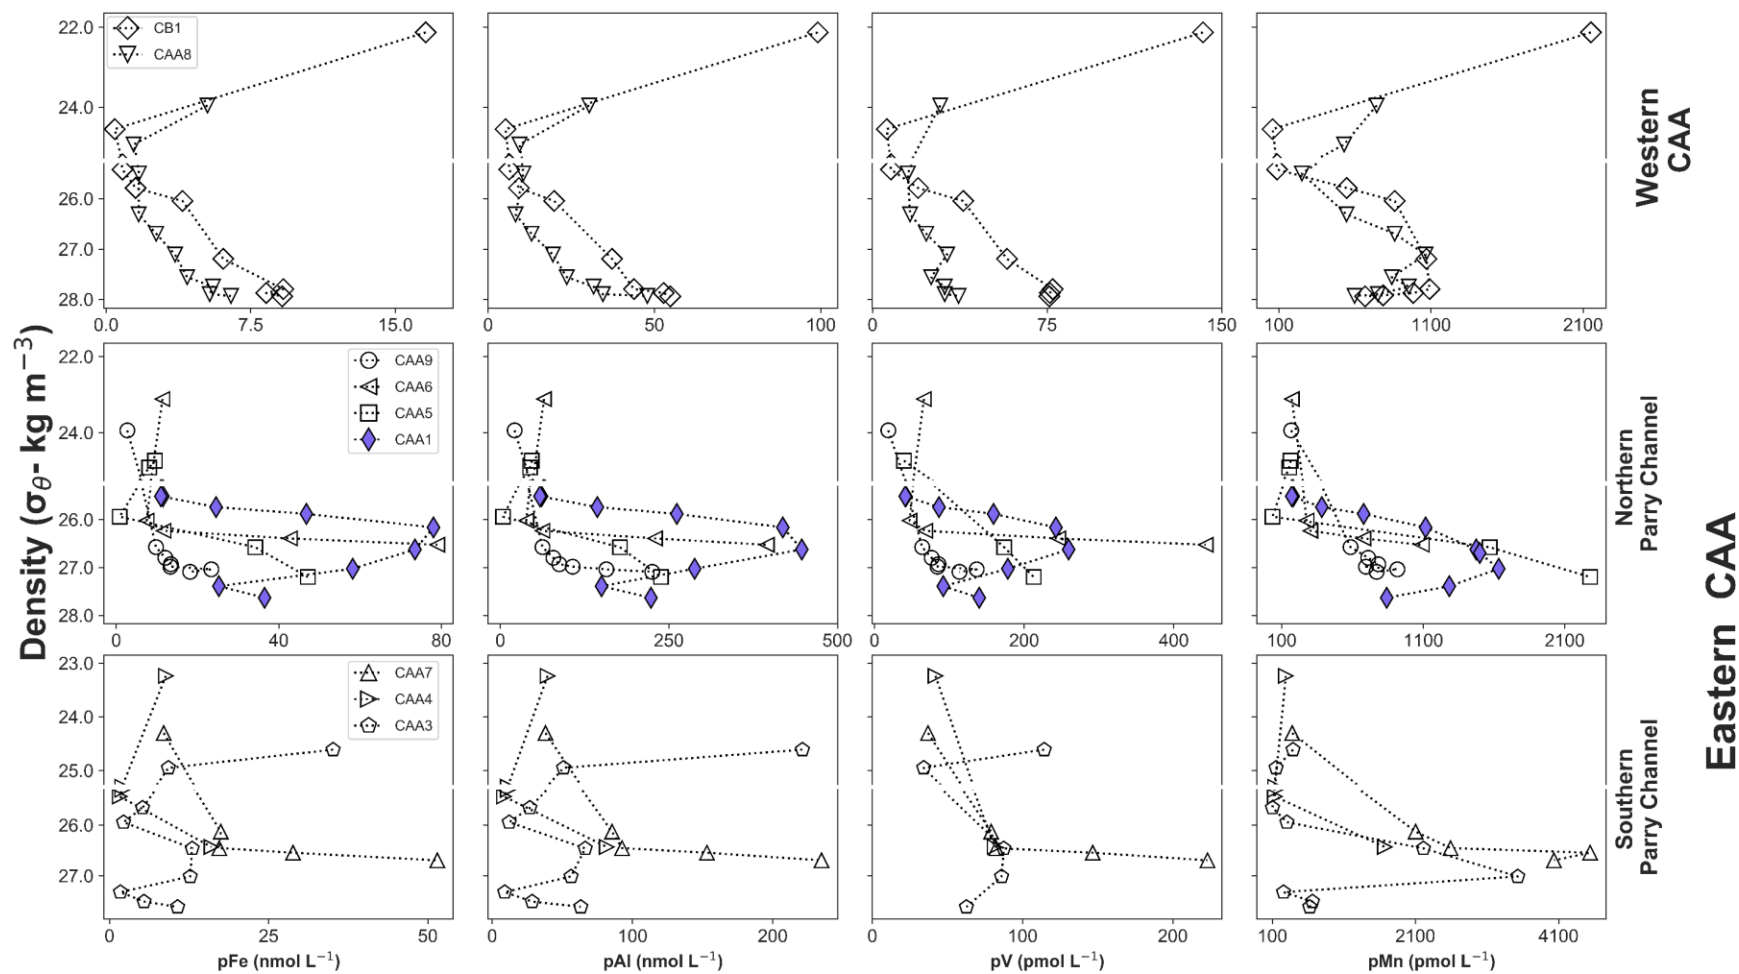 CB1
CAA8
22.0
24.0
26.0
27.0
28.0
0.0 7.5 15.0
0 50 100
0 75 150
100 1100 2100
Western
CAA
CAA9
CAA6
CAA5
CAA1
22.0
24.0
26.0
27.0
28.0
0 40 80
0 250 500
0 200 400
100 1100 2100
Northern
Parry Channel
CAA7
CAA4
CAA3
23.0
24.0
25.0
26.0
27.0
0 25 50
0 100 200
0 100 200
100 2100 4100
Southern
Parry Channel
Eastern CAA
Density (σθ- kg m−3)
pFe (nmol L−1)
pAl (nmol L−1)
pV (pmol L−1)
pMn (pmol L−1)